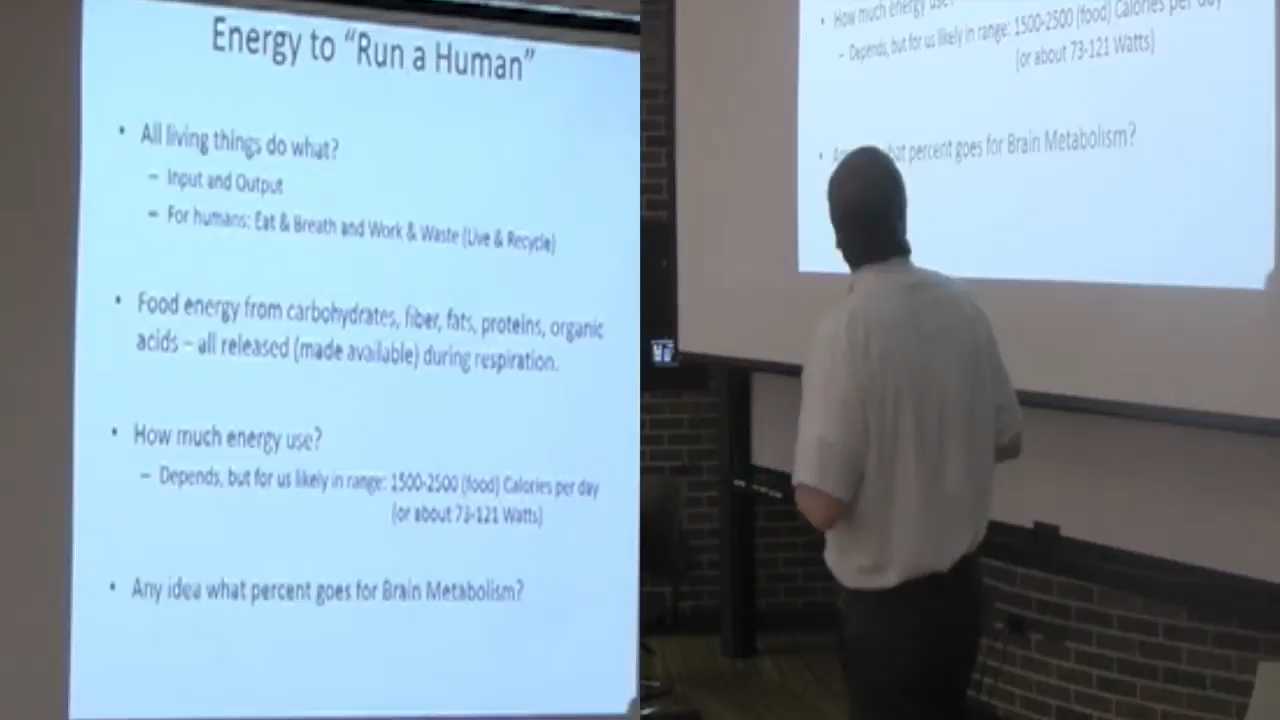 Energy to “Run a Human”
• All living things do what?
– Input and Output
– For humans: Eat & Breath and Work & Waste (Live & Recycle)
• Food energy from carbohydrates, fiber, fats, proteins, organic
acids – all released (made available) during respiration.
• How much energy use?
– Depends, but for us likely in range: 1500-2500 (food) Calories per day
(or about 73-121 Watts)
• Any idea what percent goes for Brain Metabolism?
• How much energy use?
– Depends, but for us likely in range: 1500-2500 (food) Calories per day
(or about 73-121 Watts)
• what percent goes for Brain Metabolism?